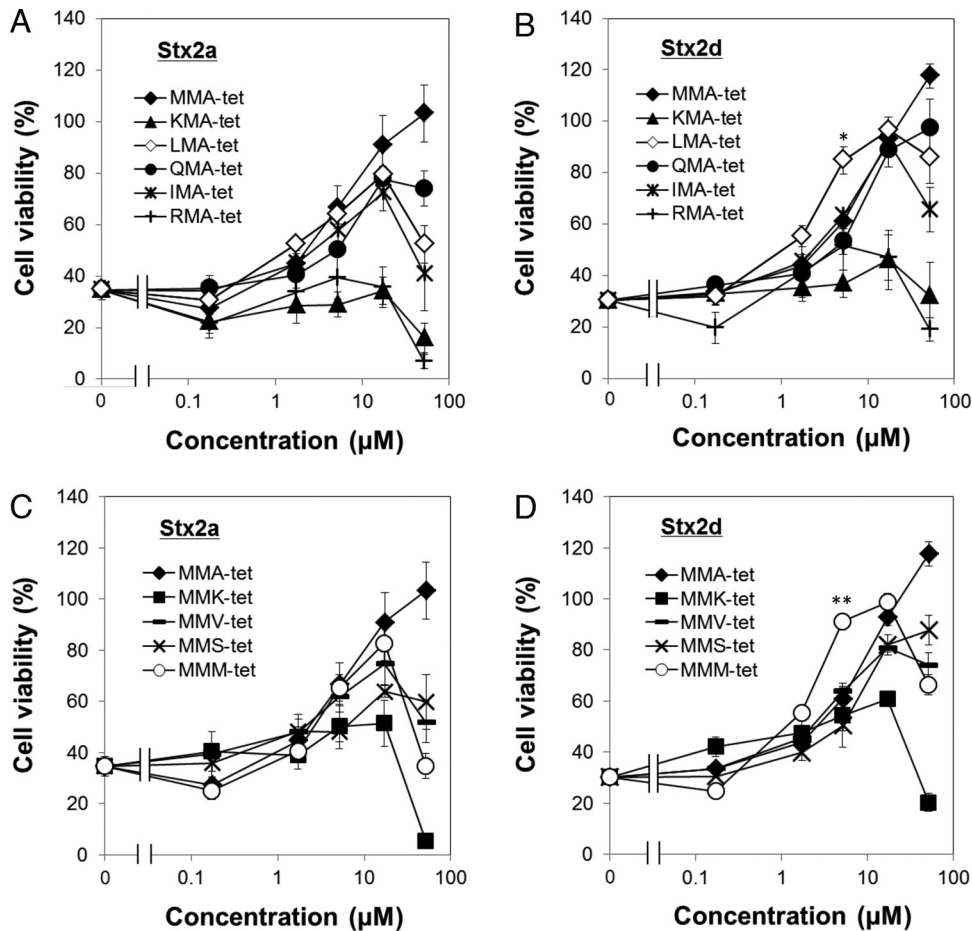 A
Stx2a
MMA-tet
KMA-tet
LMA-tet
QMA-tet
IMA-tet
RMA-tet
Cell viability (%)
140
120
100
80
60
40
20
0
0
0.1
1
10
100
Concentration (µM)
B
Stx2d
MMA-tet
KMA-tet
LMA-tet
QMA-tet
IMA-tet
RMA-tet
*
Cell viability (%)
140
120
100
80
60
40
20
0
0
0.1
1
10
100
Concentration (µM)
C
Stx2a
MMA-tet
MMK-tet
MMV-tet
MMS-tet
MMM-tet
Cell viability (%)
140
120
100
80
60
40
20
0
0
0.1
1
10
100
Concentration (µM)
D
Stx2d
MMA-tet
MMK-tet
MMV-tet
MMS-tet
MMM-tet
**
Cell viability (%)
140
120
100
80
60
40
20
0
0
0.1
1
10
100
Concentration (µM)